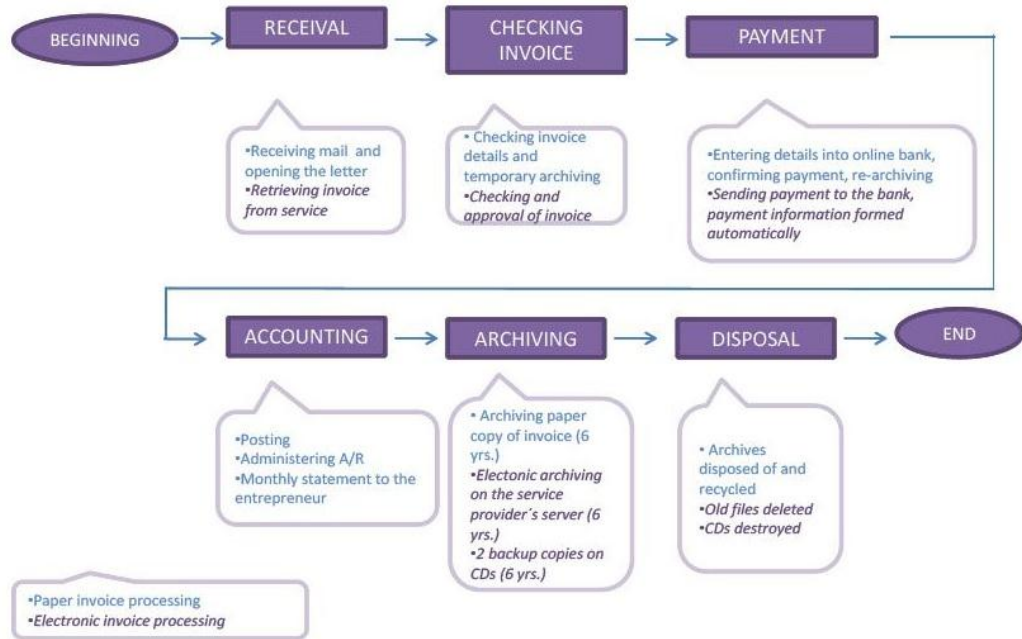 BEGINNING
RECEIVAL
CHECKING
INVOICE
PAYMENT
•Receiving mail and
opening the letter
•Retrieving invoice
from service
• Checking invoice
details and
temporary archiving
•Checking and
approval of invoice
•Entering details into online bank,
confirming payment, re-archiving
•Sending payment to the bank,
payment information formed
automatically
ACCOUNTING
ARCHIVING
DISPOSAL
END
•Posting
•Administering A/R
•Monthly statement to the
entrepreneur
• Archiving paper
copy of invoice (6
yrs.)
•Electonic archiving
on the service
provider´s server (6
yrs.)
•2 backup copies on
CDs (6 yrs.)
• Archives
disposed of and
recycled
•Old files deleted
•CDs destroyed
•Paper invoice processing
•Electronic invoice processing